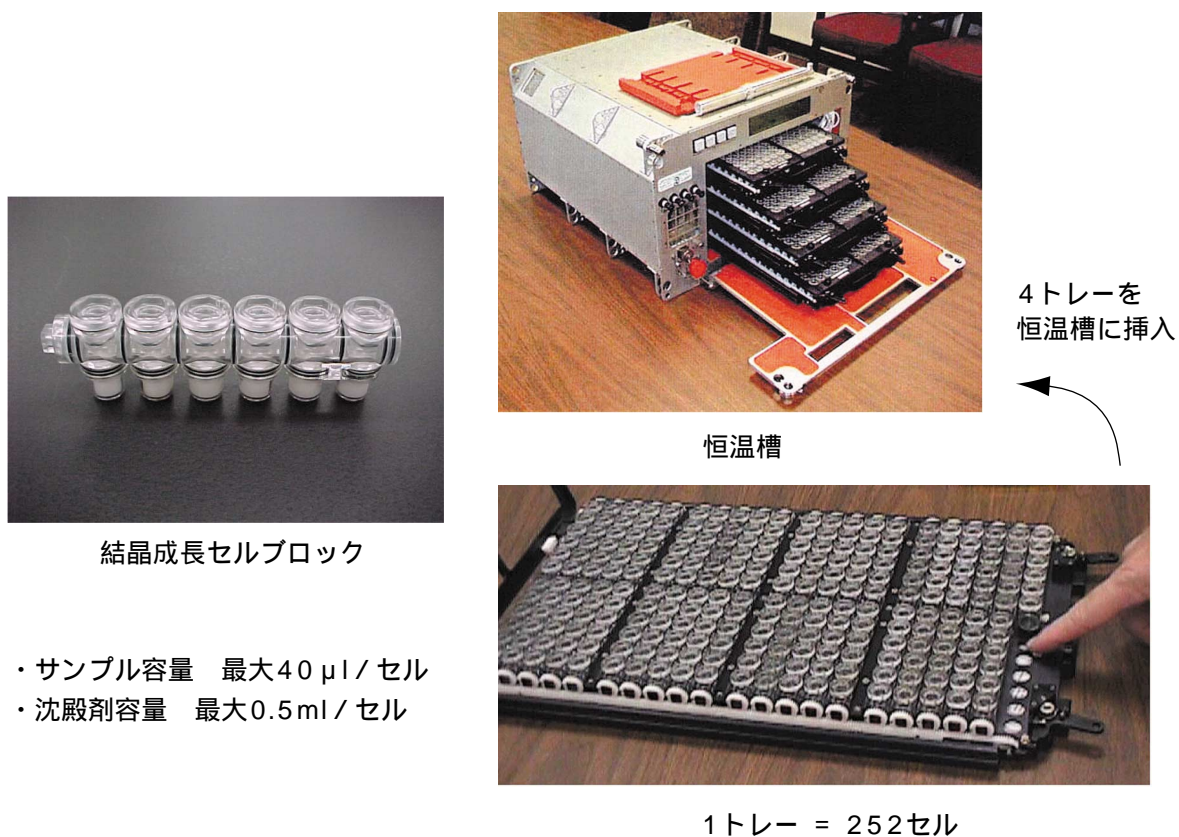 4トレーを
恒温槽に挿入
恒温槽
結晶成長セルブロック
・サンプル容量　最大40 μl / セル
・沈殿剤容量　最大0.5ml / セル
1トレー = 252セル